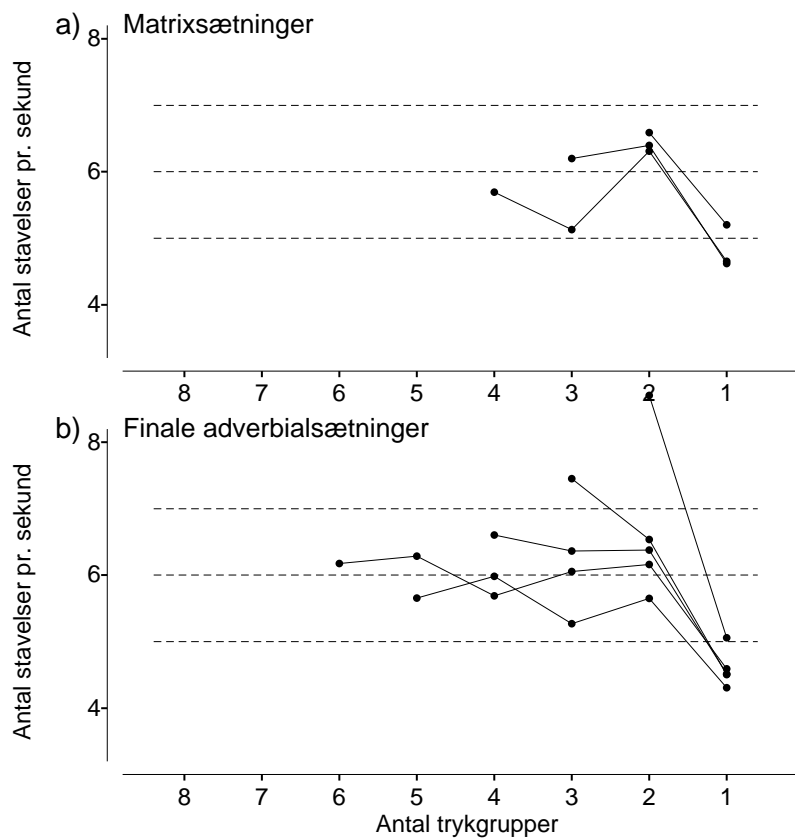 a) Matrixsætninger
Antal stavelser pr. sekund
8
6
4
8 7 6 5 4 3 2 1
b) Finale adverbialsætninger
Antal stavelser pr. sekund
8
6
4
8 7 6 5 4 3 2 1
Antal trykgrupper